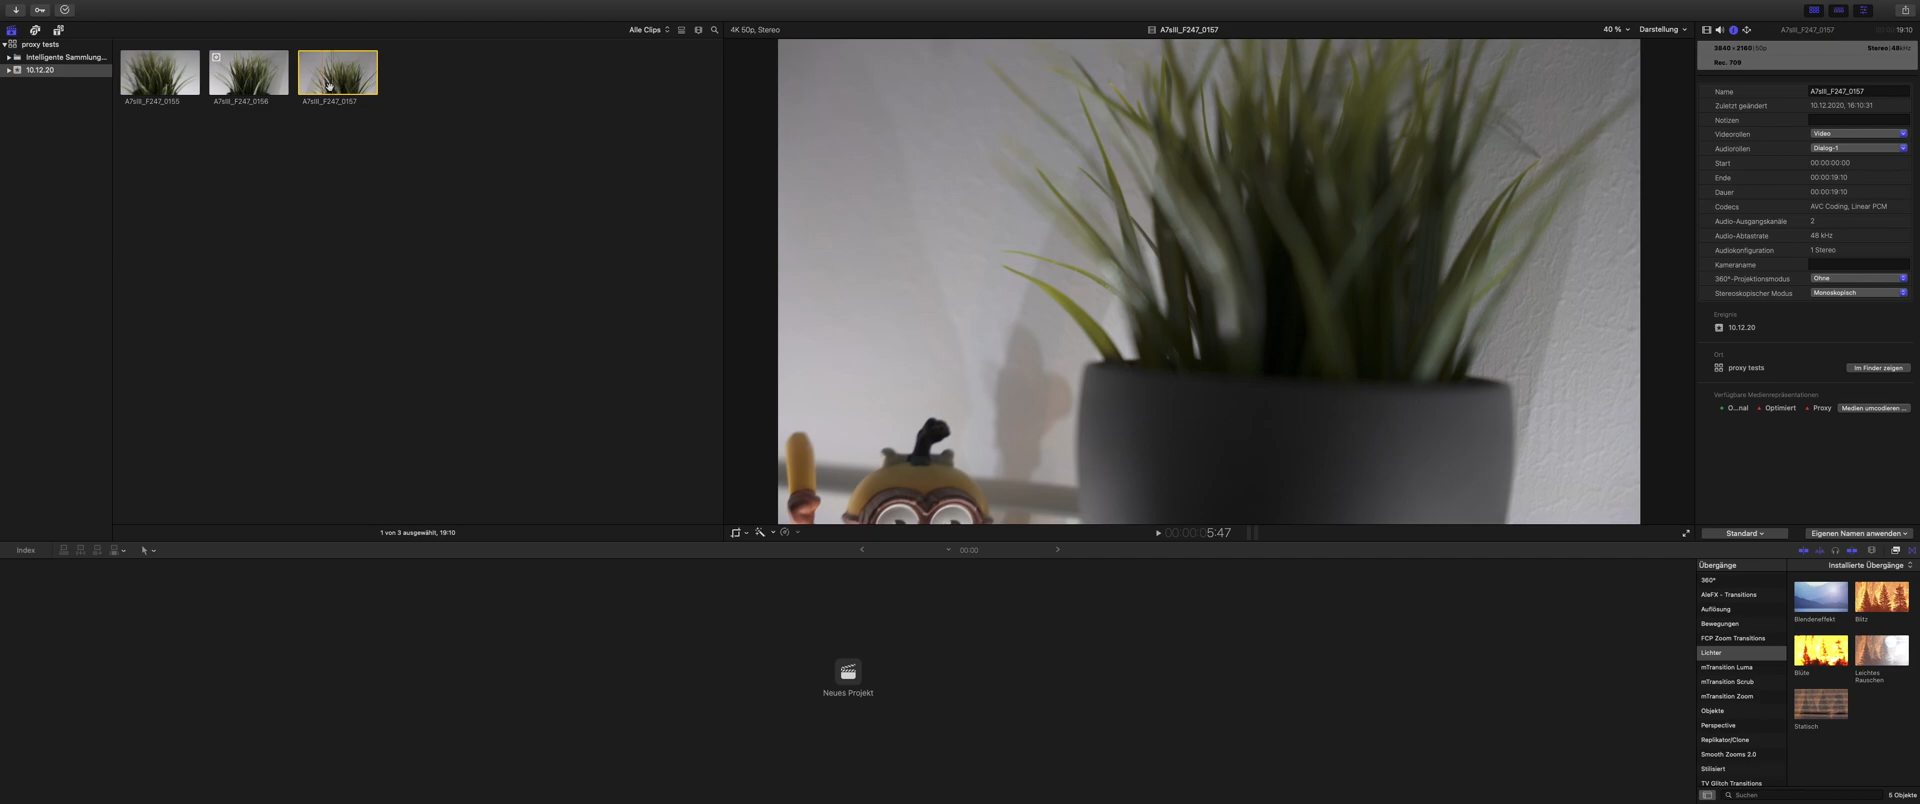 Alle Clips
4K 50p, Stereo
A7sIII_F247_0157
40 %
Darstellung
A7sIII_F247_0157
19:10
proxy tests
Intelligente Sammlung...
10.12.20
A7sIII_F247_0155
A7sIII_F247_0156
A7sIII_F247_0157
3840 × 2160 | 50p
Stereo | 48kHz
Rec. 709
Name
A7sIII_F247_0157
Zuletzt geändert
10.12.2020, 16:10:31
Notizen
Videorollen
Video
Audiorollen
Dialog-1
Start
00:00:00:00
Ende
00:00:19:10
Dauer
00:00:19:10
Codecs
AVC Coding, Linear PCM
Audio-Ausgangskanäle
2
Audio-Abtastrate
48 kHz
Audiokonfiguration
1 Stereo
Kameraname
360°-Projektionsmodus
Ohne
Stereoskopischer Modus
Monoskopisch
Ereignis
10.12.20
Ort
proxy tests
Im Finder zeigen
Verfügbare Medienrepräsentationen
O...nal
Optimiert
Proxy
Medien umcodieren ...
1 von 3 ausgewählt, 19:10
00:00:05:47
Standard
Eigenen Namen anwenden
Index
00:00
Übergänge
Installierte Übergänge
360°
AleFX - Transitions
Auflösung
Bewegungen
FCP Zoom Transitions
Lichter
mTransition Luma
mTransition Scrub
mTransition Zoom
Objekte
Perspective
Replikator/Clone
Smooth Zooms 2.0
Stilisiert
TV Glitch Transitions
Blendeneffekt
Blitz
Blüte
Leichtes
Rauschen
Statisch
Neues Projekt
Suchen
5 Objekte